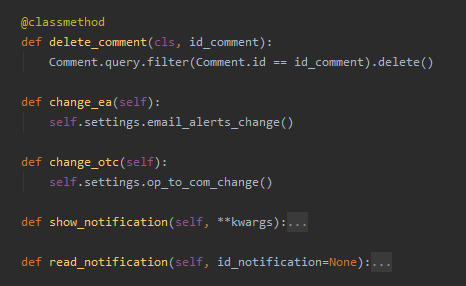 @classmethod
def delete_comment(cls, id_comment):
    Comment.query.filter(Comment.id == id_comment).delete()
def change_ea(self):
    self.settings.email_alerts_change()
def change_otc(self):
    self.settings.op_to_com_change()
def show_notification(self, **kwargs):...
def read_notification(self, id_notification=None):...